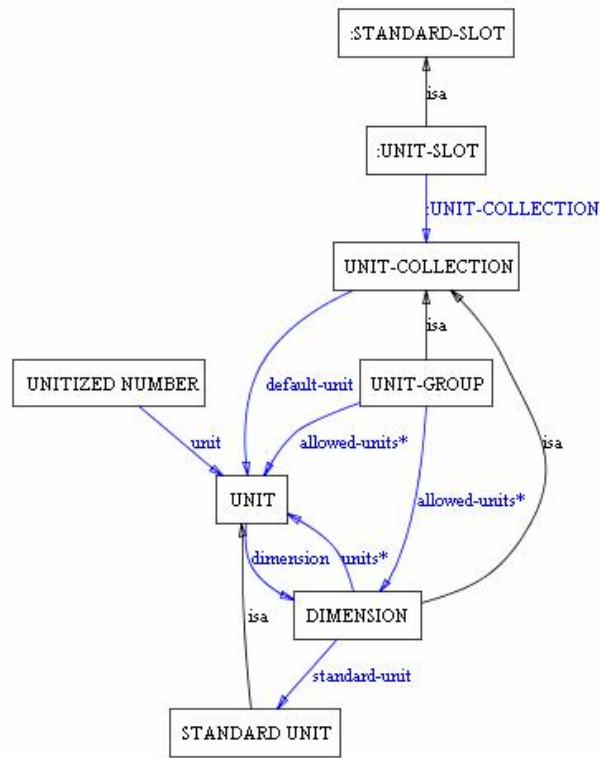 :STANDARD-SLOT
isa
:UNIT-SLOT
:UNIT-COLLECTION
UNIT-COLLECTION
isa
UNITIZED NUMBER
default-unit
UNIT-GROUP
unit
allowed-units*
isa
UNIT
allowed-units*
dimension
units*
isa
DIMENSION
standard-unit
STANDARD UNIT